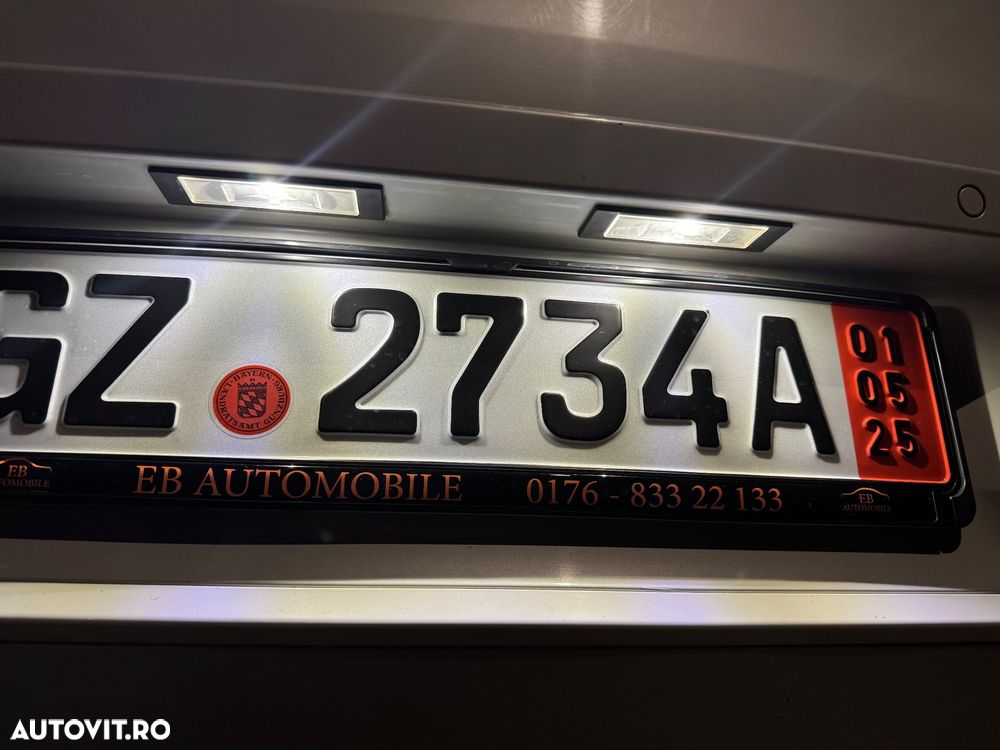 GZ 2734A
01
05
25
BAYERN
LANDRATSAMT GÜNZBURG
EB
AUTOMOBILE
EB AUTOMOBILE 0176 - 833 22 133
EB
AUTOMOBILE
AUTOVIT.RO